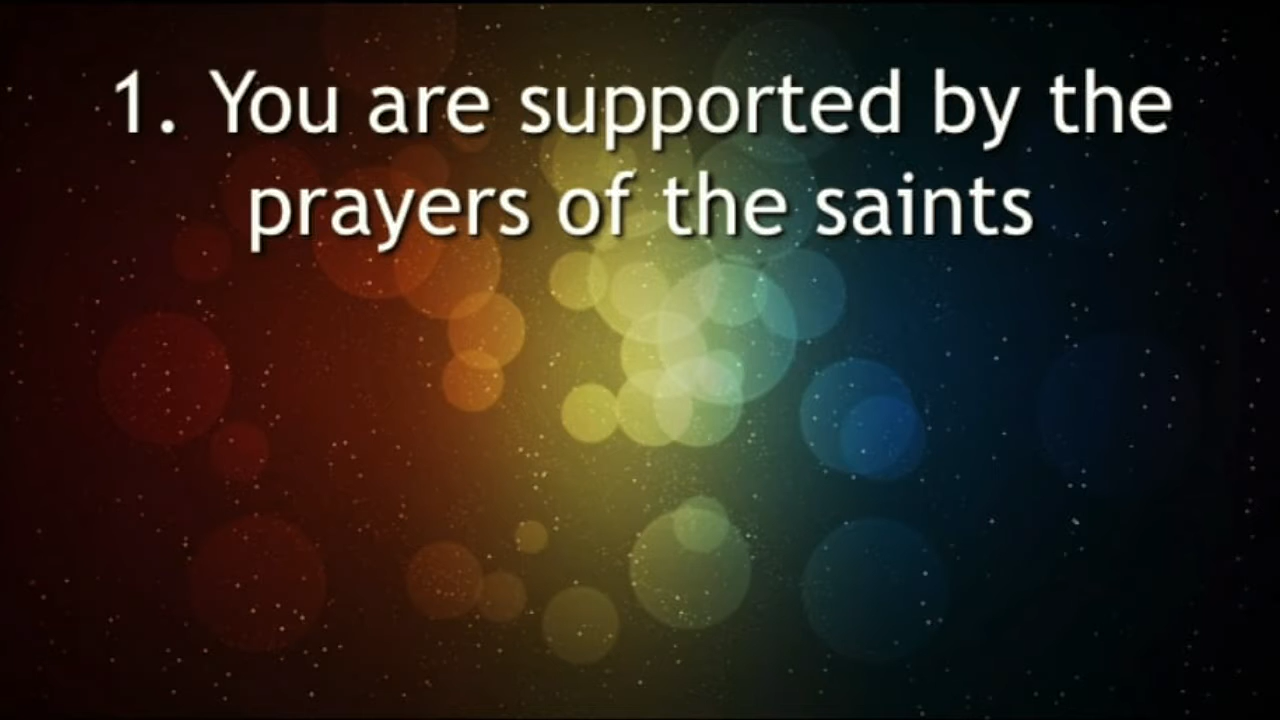 1. You are supported by the
prayers of the saints